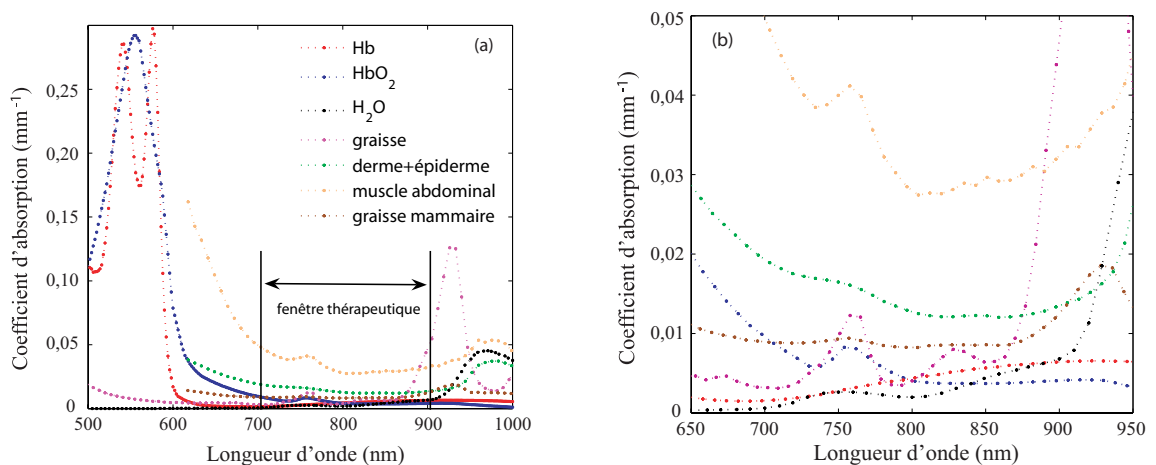 (a)
Coefficient d'absorption (mm⁻¹)
0,25
0,20
0,15
0,10
0,05
0
500
600
700
800
900
1000
Longueur d'onde (nm)
Hb
HbO₂
H₂O
graisse
derme+épiderme
muscle abdominal
graisse mammaire
fenêtre thérapeutique
(b)
Coefficient d'absorption (mm⁻¹)
0,05
0,04
0,03
0,02
0,01
0
650
700
750
800
850
900
950
Longueur d'onde (nm)